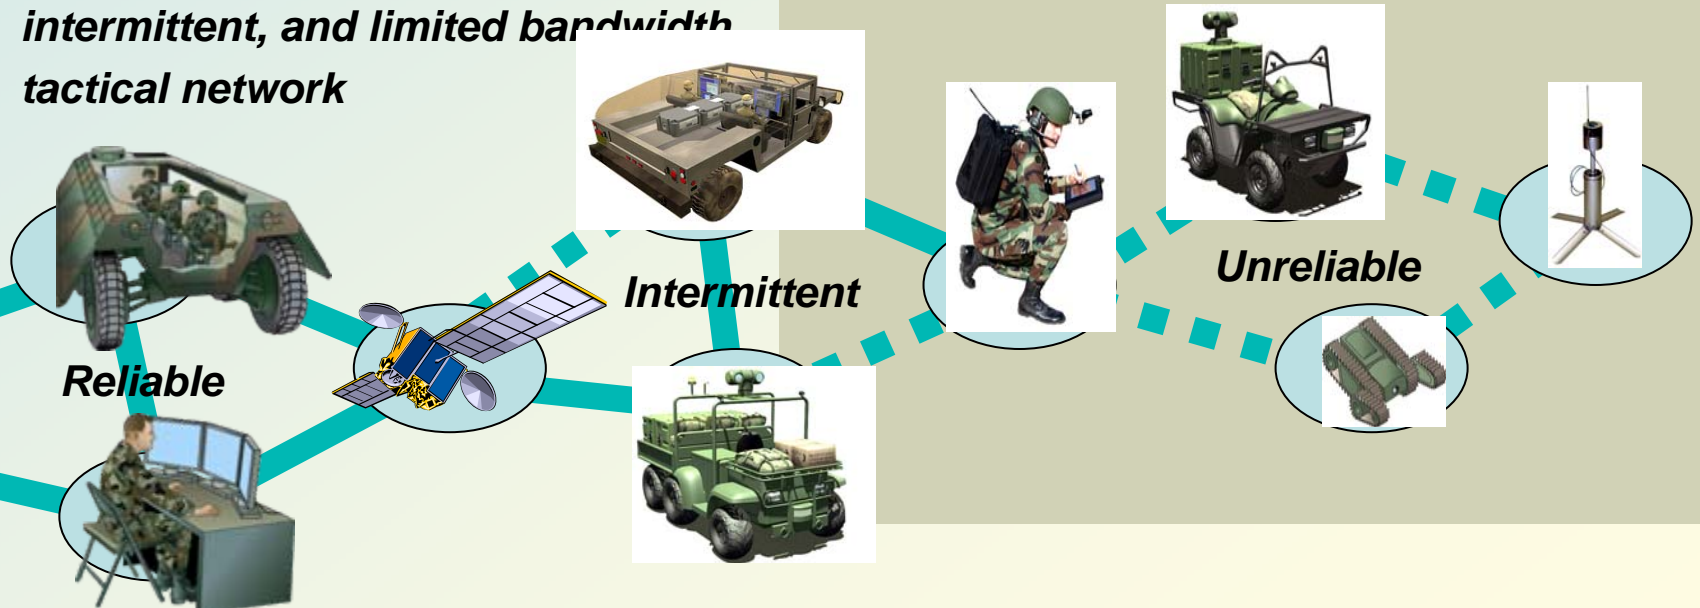 intermittent, and limited bandwidth
tactical network
Intermittent
Unreliable
Reliable